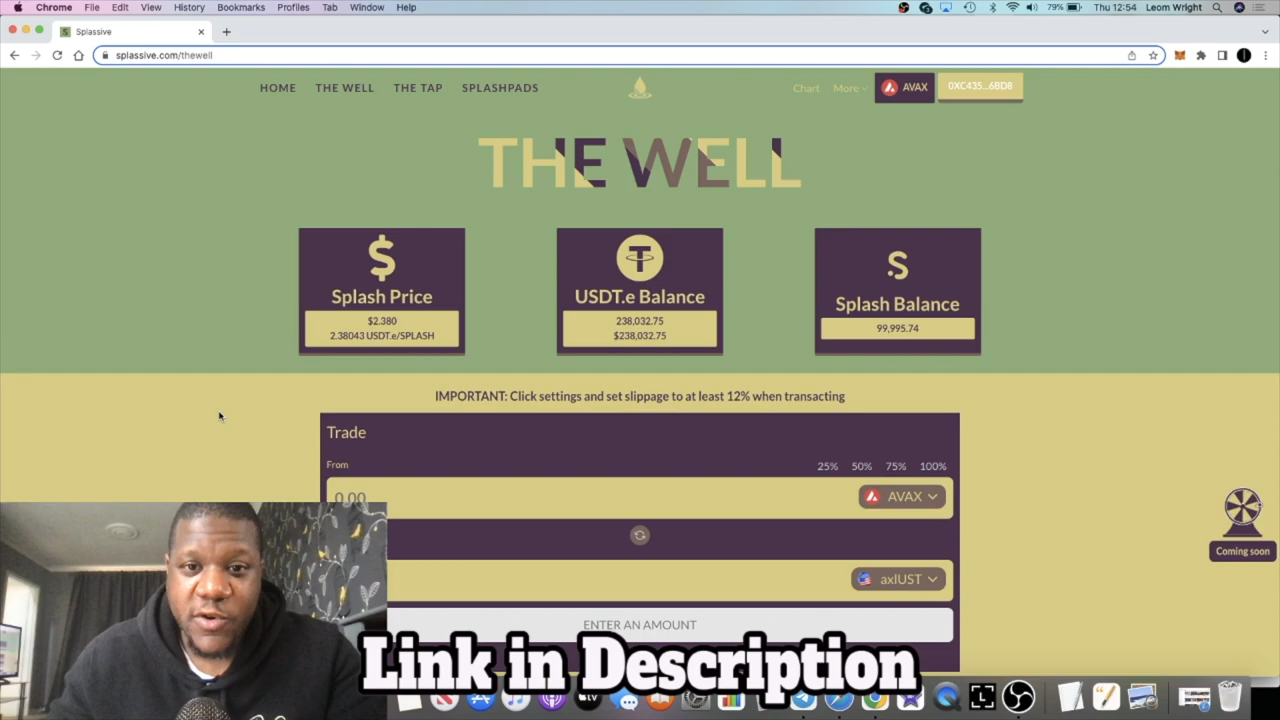 Chrome File Edit View History Bookmarks Profiles Tab Window Help
79% Thu 12:54 Leom Wright
Splassive
splassive.com/thewell
HOME THE WELL THE TAP SPLASHPADS
Chart More AVAX 0XC435...6BD8
THE WELL
Splash Price
$2.380
2.38043 USDT.e/SPLASH
USDT.e Balance
238,032.75
$238,032.75
Splash Balance
99,995.74
IMPORTANT: Click settings and set slippage to at least 12% when transacting
Trade
From
25% 50% 75% 100%
0.00
AVAX
Coming soon
axlUST
ENTER AN AMOUNT
Link in Description